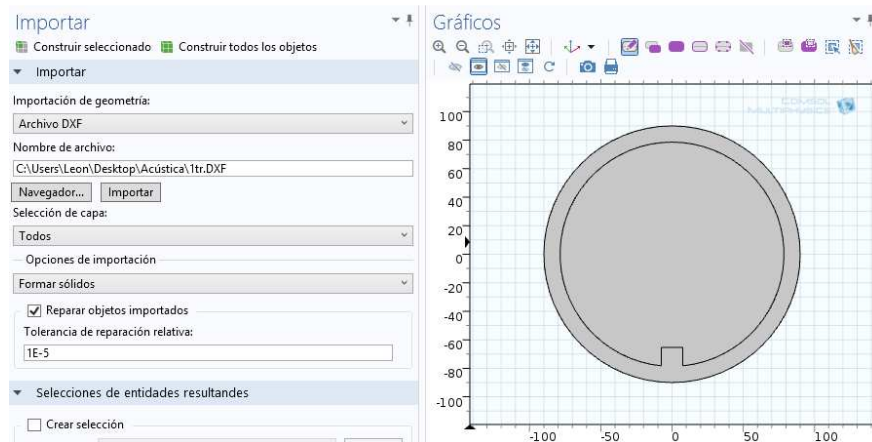 Importar
Construir seleccionado Construir todos los objetos
Importar
Importación de geometría:
Archivo DXF
Nombre de archivo:
C:\Users\Leon\Desktop\Acústica\1tr.DXF
Navegador... Importar
Selección de capa:
Todos
Opciones de importación
Formar sólidos
Reparar objetos importados
Tolerancia de reparación relativa:
1E-5
Selecciones de entidades resultandes
Crear selección
Gráficos
COMSOL
MULTIPHYSICS
100
80
60
40
20
0
-20
-40
-60
-80
-100
-100 -50 0 50 100